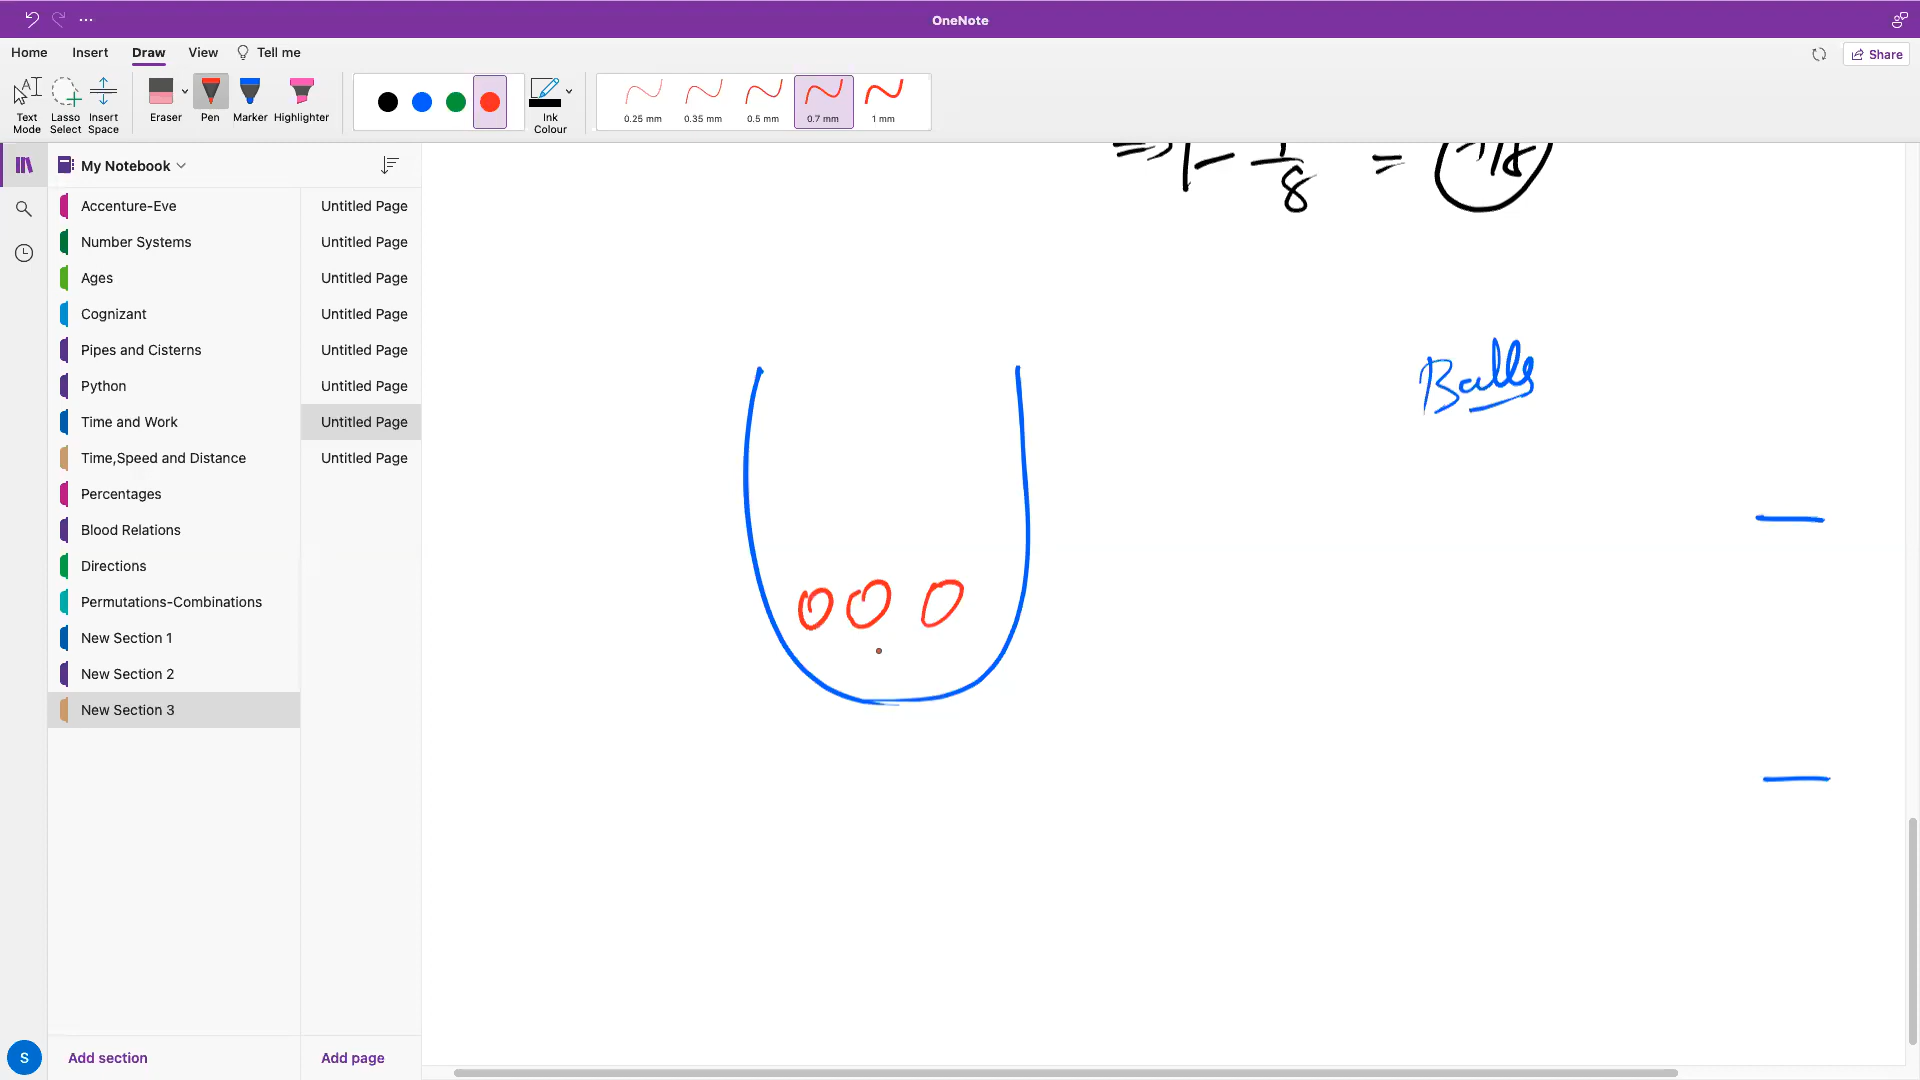 OneNote
Home Insert Draw View Tell me
Share
Text Mode
Lasso Select
Insert Space
Eraser
Pen
Marker
Highlighter
Ink Colour
0.25 mm
0.35 mm
0.5 mm
0.7 mm
1 mm
My Notebook
Accenture-Eve
Number Systems
Ages
Cognizant
Pipes and Cisterns
Python
Time and Work
Time,Speed and Distance
Percentages
Blood Relations
Directions
Permutations-Combinations
New Section 1
New Section 2
New Section 3
Untitled Page
Untitled Page
Untitled Page
Untitled Page
Untitled Page
Untitled Page
Untitled Page
Untitled Page
8 =
Balls
S
Add section
Add page